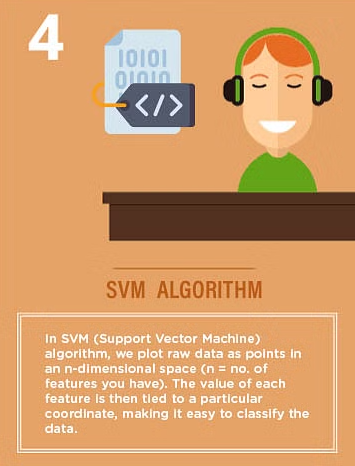 4
10101
01010
</>
SVM ALGORITHM
In SVM (Support Vector Machine)
algorithm, we plot raw data as points in
an n-dimensional space (n = no. of
features you have). The value of each
feature is then tied to a particular
coordinate, making it easy to classify the
data.